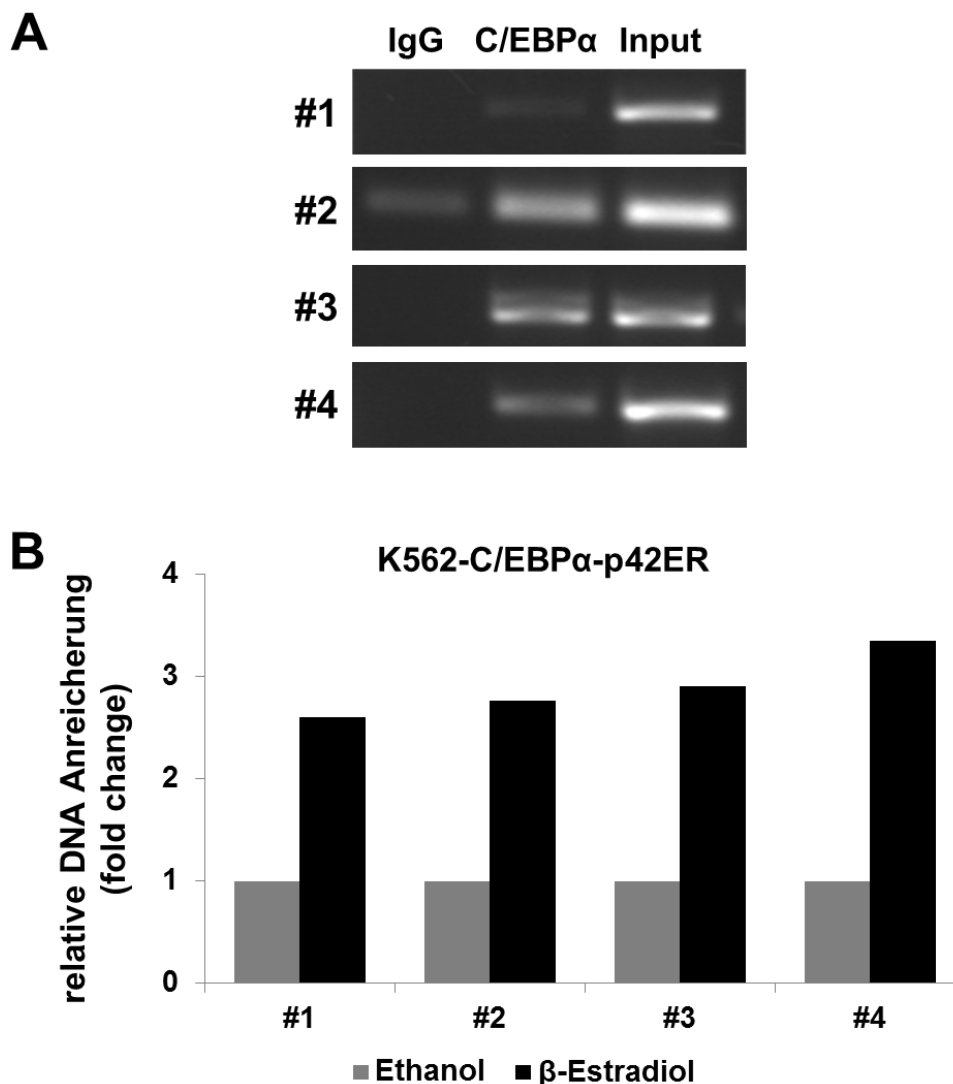 A
IgG C/EBPα Input
#1
#2
#3
#4
B
K562-C/EBPα-p42ER
relative DNA Anreicherung
(fold change)
4
3
2
1
0
#1 #2 #3 #4
Ethanol β-Estradiol